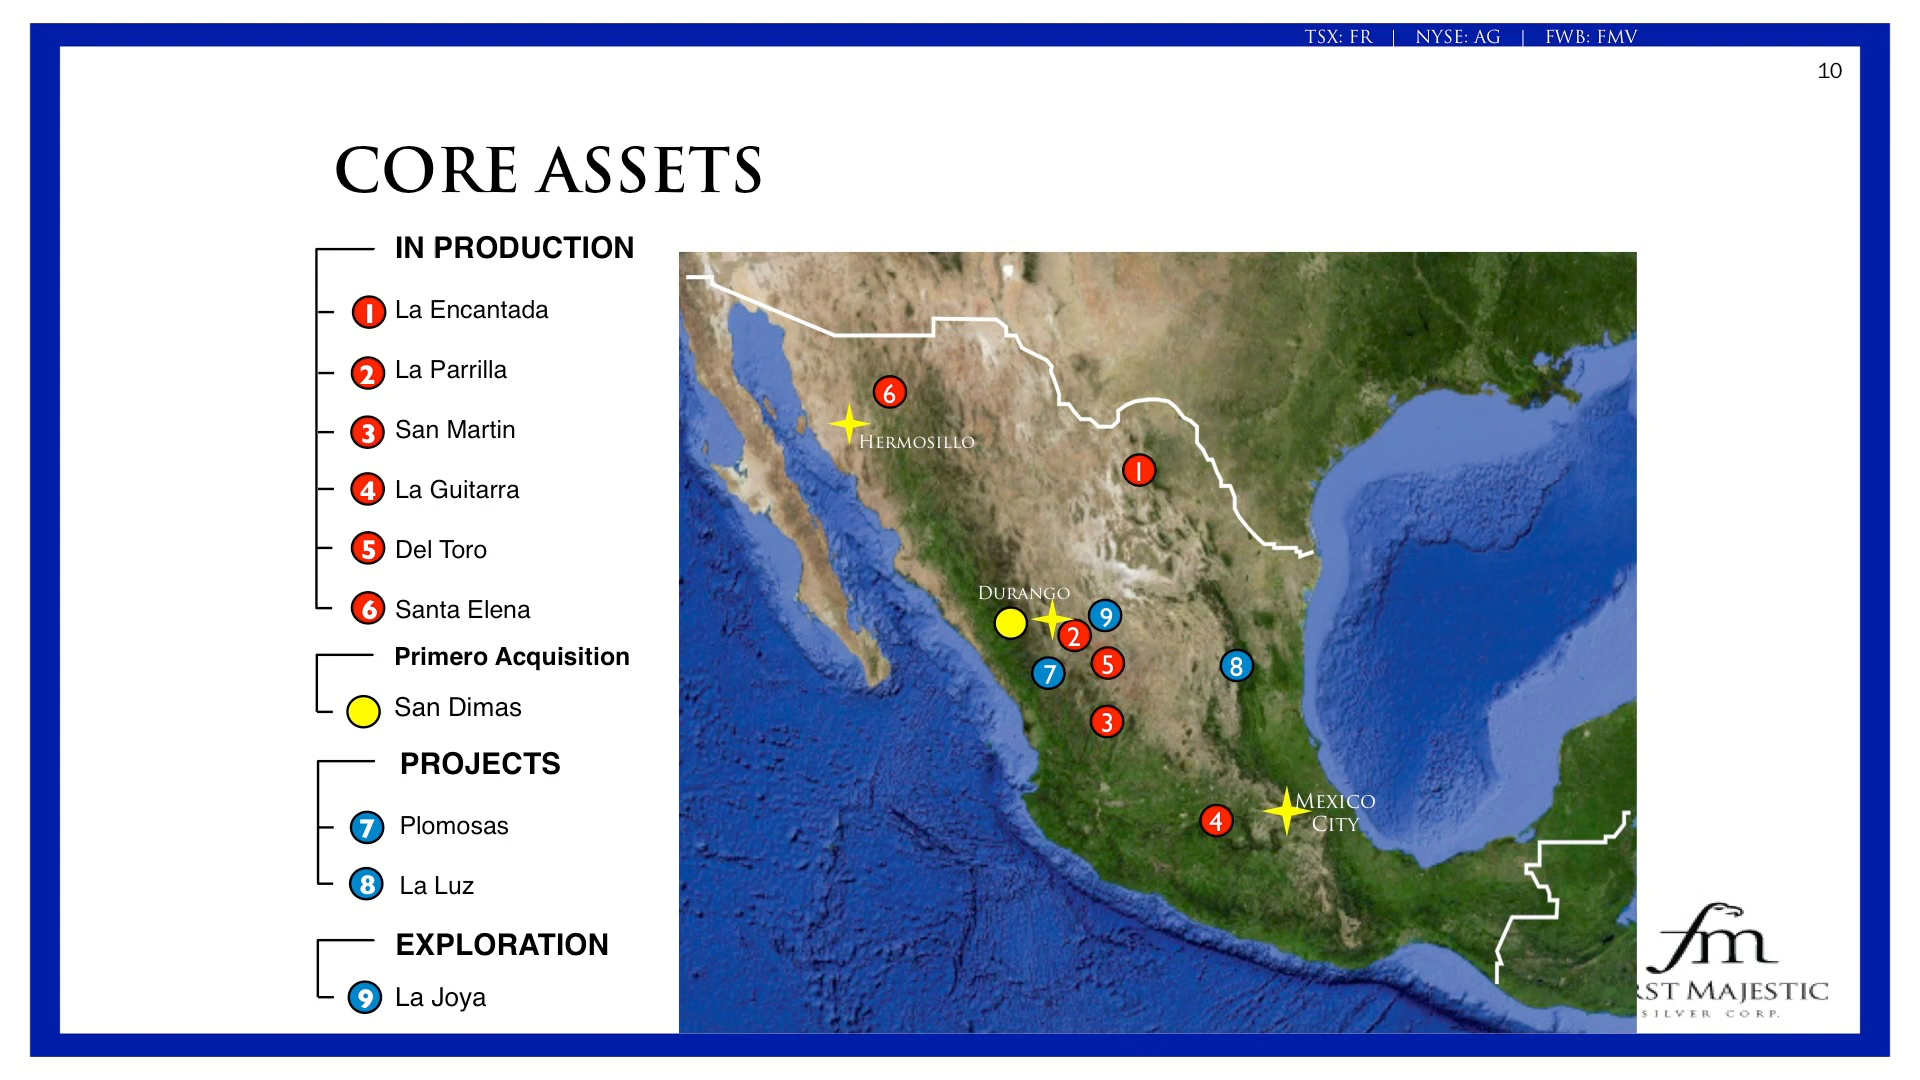 TSX: FR | NYSE: AG | FWB: FMV
10
CORE ASSETS
IN PRODUCTION
1 La Encantada
2 La Parrilla
3 San Martin
4 La Guitarra
5 Del Toro
6 Santa Elena
Primero Acquisition
San Dimas
PROJECTS
7 Plomosas
8 La Luz
EXPLORATION
9 La Joya
6
HERMOSILLO
1
DURANGO
9
2
5
7
8
3
4
MEXICO
CITY
fm
RST MAJESTIC
SILVER CORP.